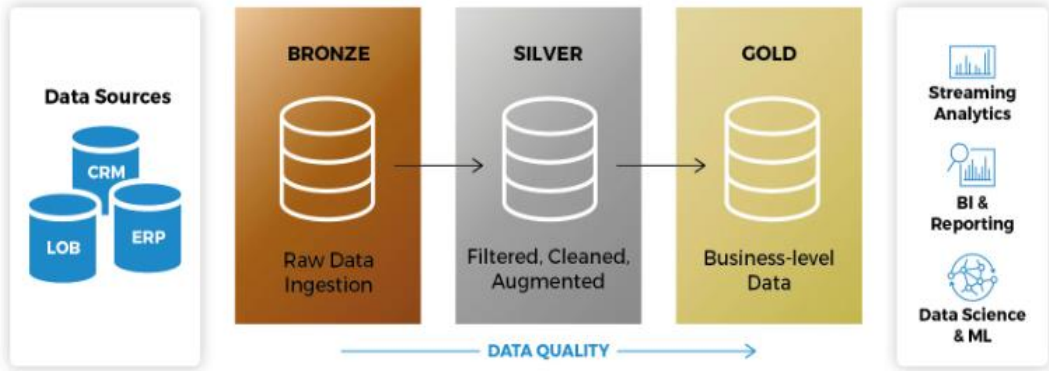 Data Sources
CRM
LOB
ERP
BRONZE
Raw Data
Ingestion
SILVER
Filtered, Cleaned,
Augmented
GOLD
Business-level
Data
DATA QUALITY
Streaming
Analytics
BI &
Reporting
Data Science
& ML